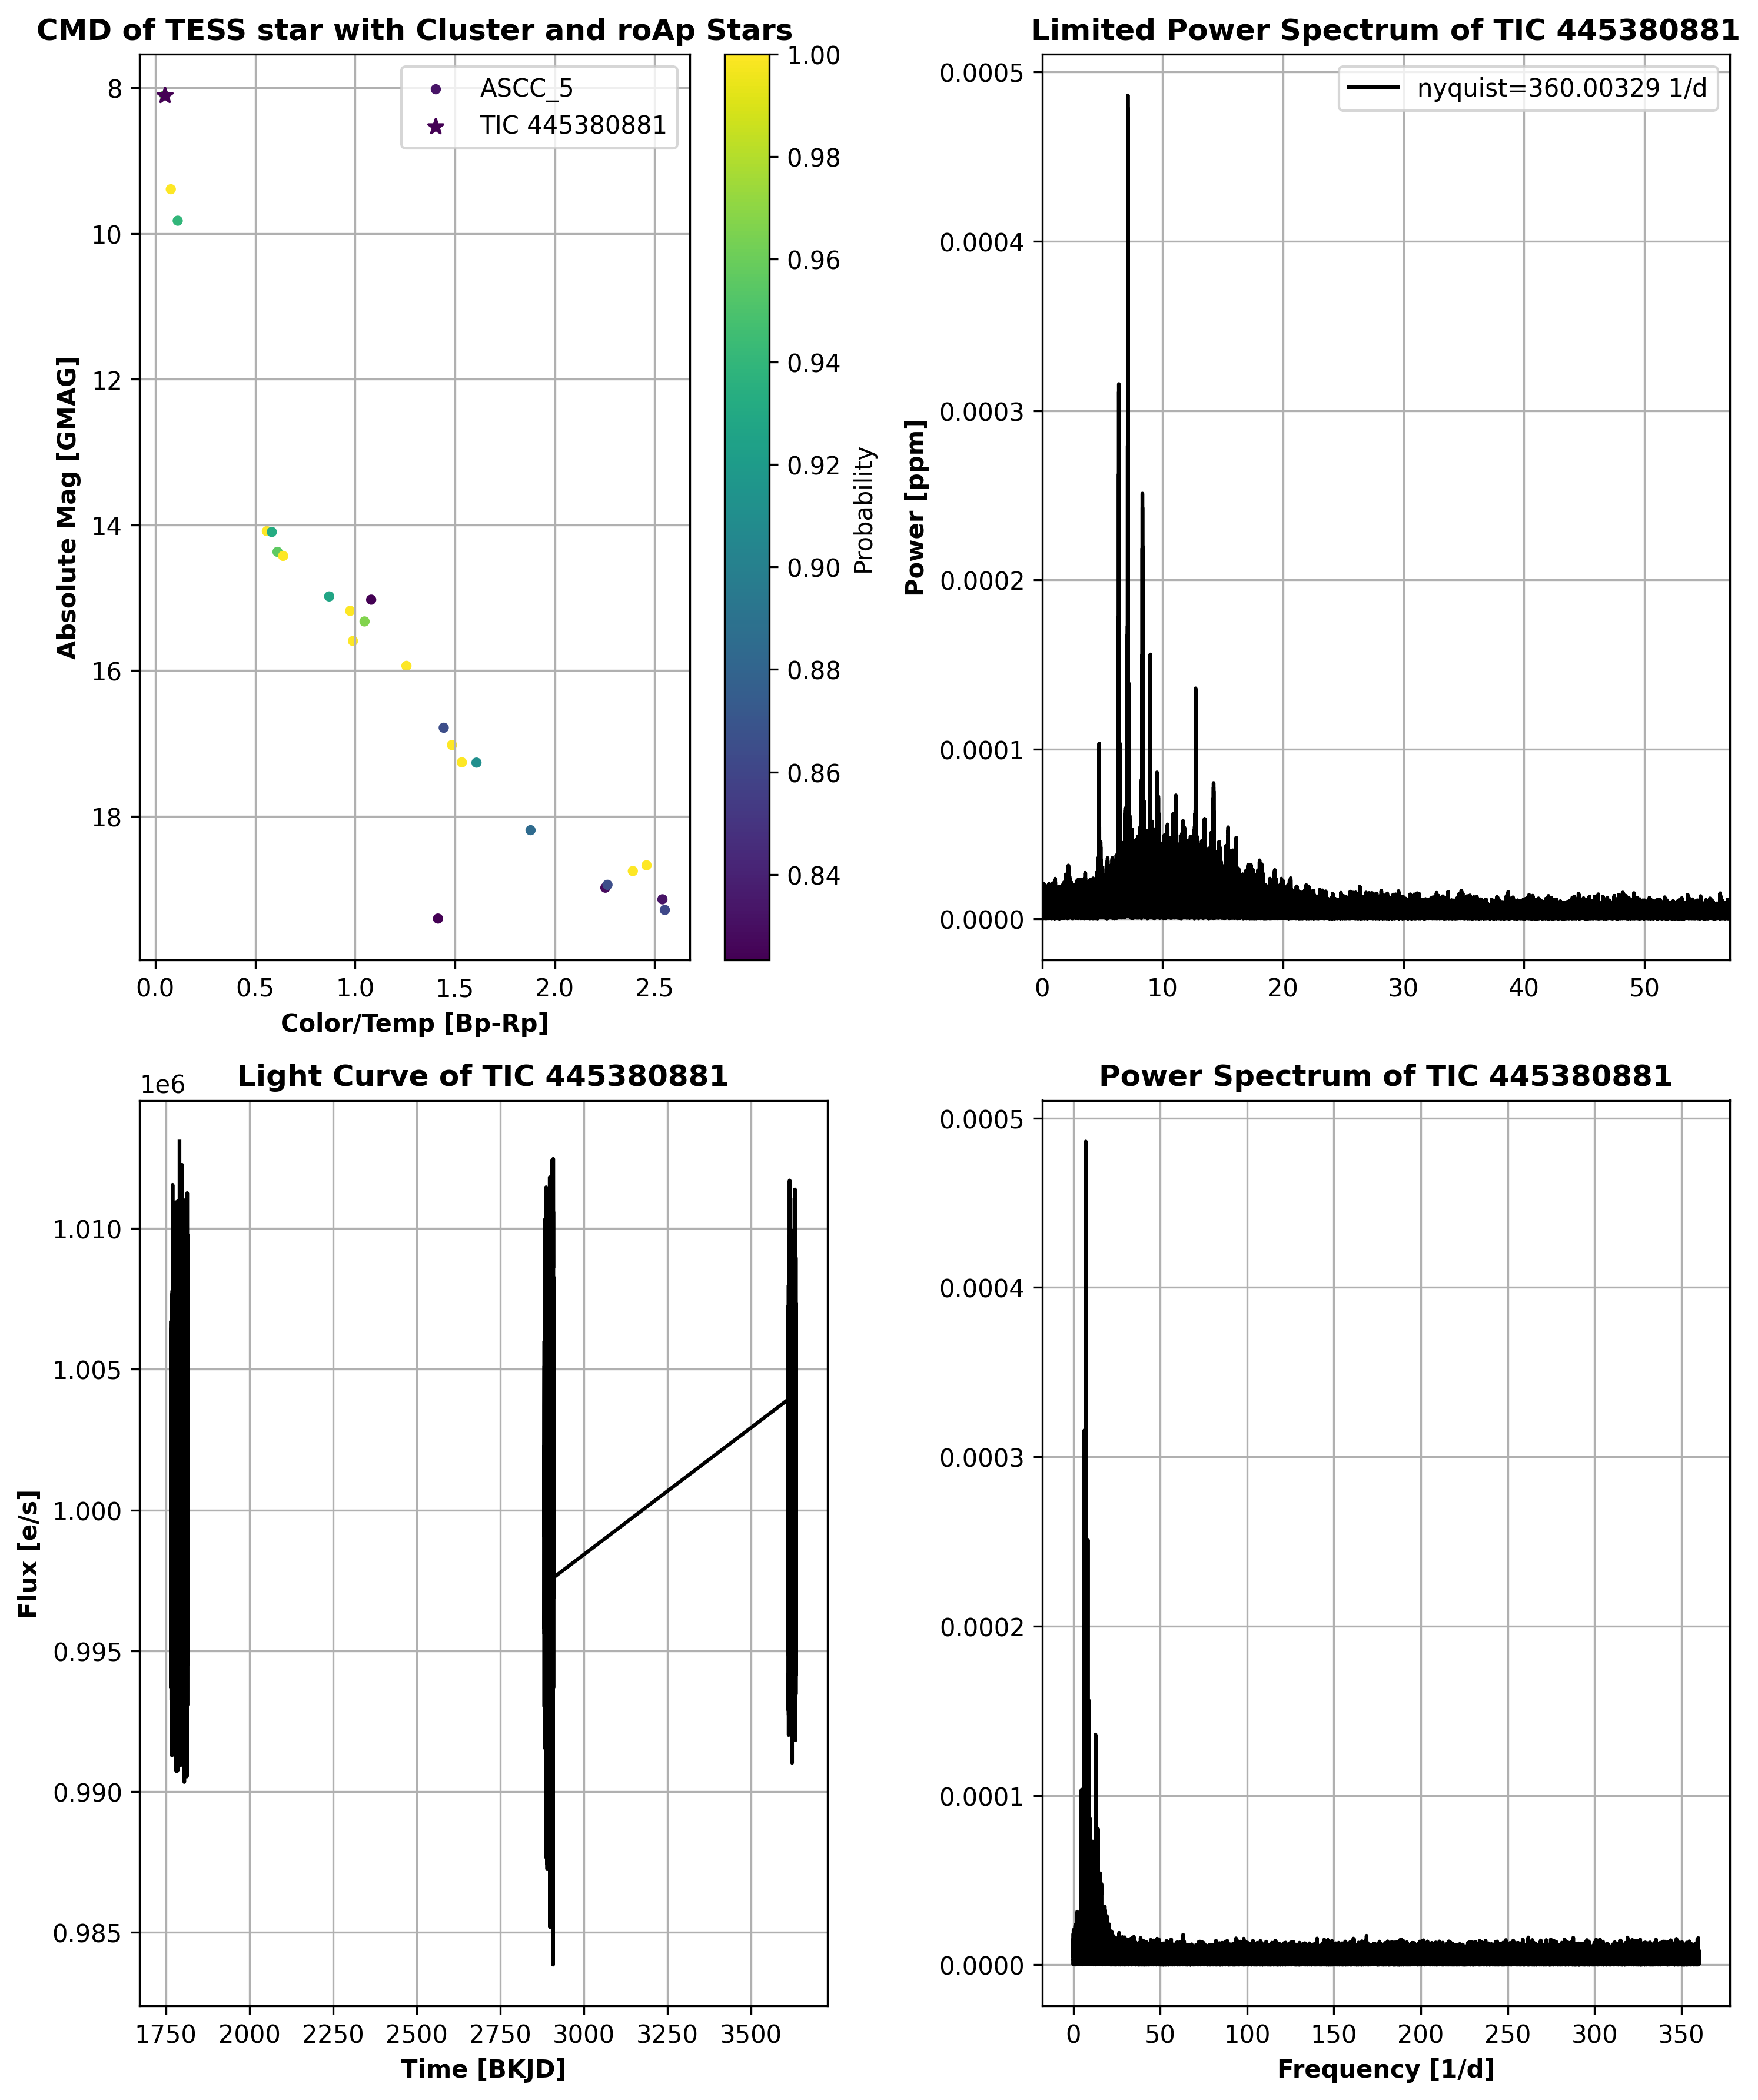 CMD of TESS star with Cluster and roAp Stars
ASCC_5
TIC 445380881
8
10
12
14
16
18
Absolute Mag [GMAG]
0.0 0.5 1.0 1.5 2.0 2.5
Color/Temp [Bp-Rp]
1.00
0.98
0.96
0.94
0.92
0.90
0.88
0.86
0.84
Probability
Limited Power Spectrum of TIC 445380881
nyquist=360.00329 1/d
0.0005
0.0004
0.0003
0.0002
0.0001
0.0000
Power [ppm]
0 10 20 30 40 50
Light Curve of TIC 445380881
1e6
1.010
1.005
1.000
0.995
0.990
0.985
Flux [e/s]
1750 2000 2250 2500 2750 3000 3250 3500
Time [BKJD]
Power Spectrum of TIC 445380881
0.0005
0.0004
0.0003
0.0002
0.0001
0.0000
0 50 100 150 200 250 300 350
Frequency [1/d]